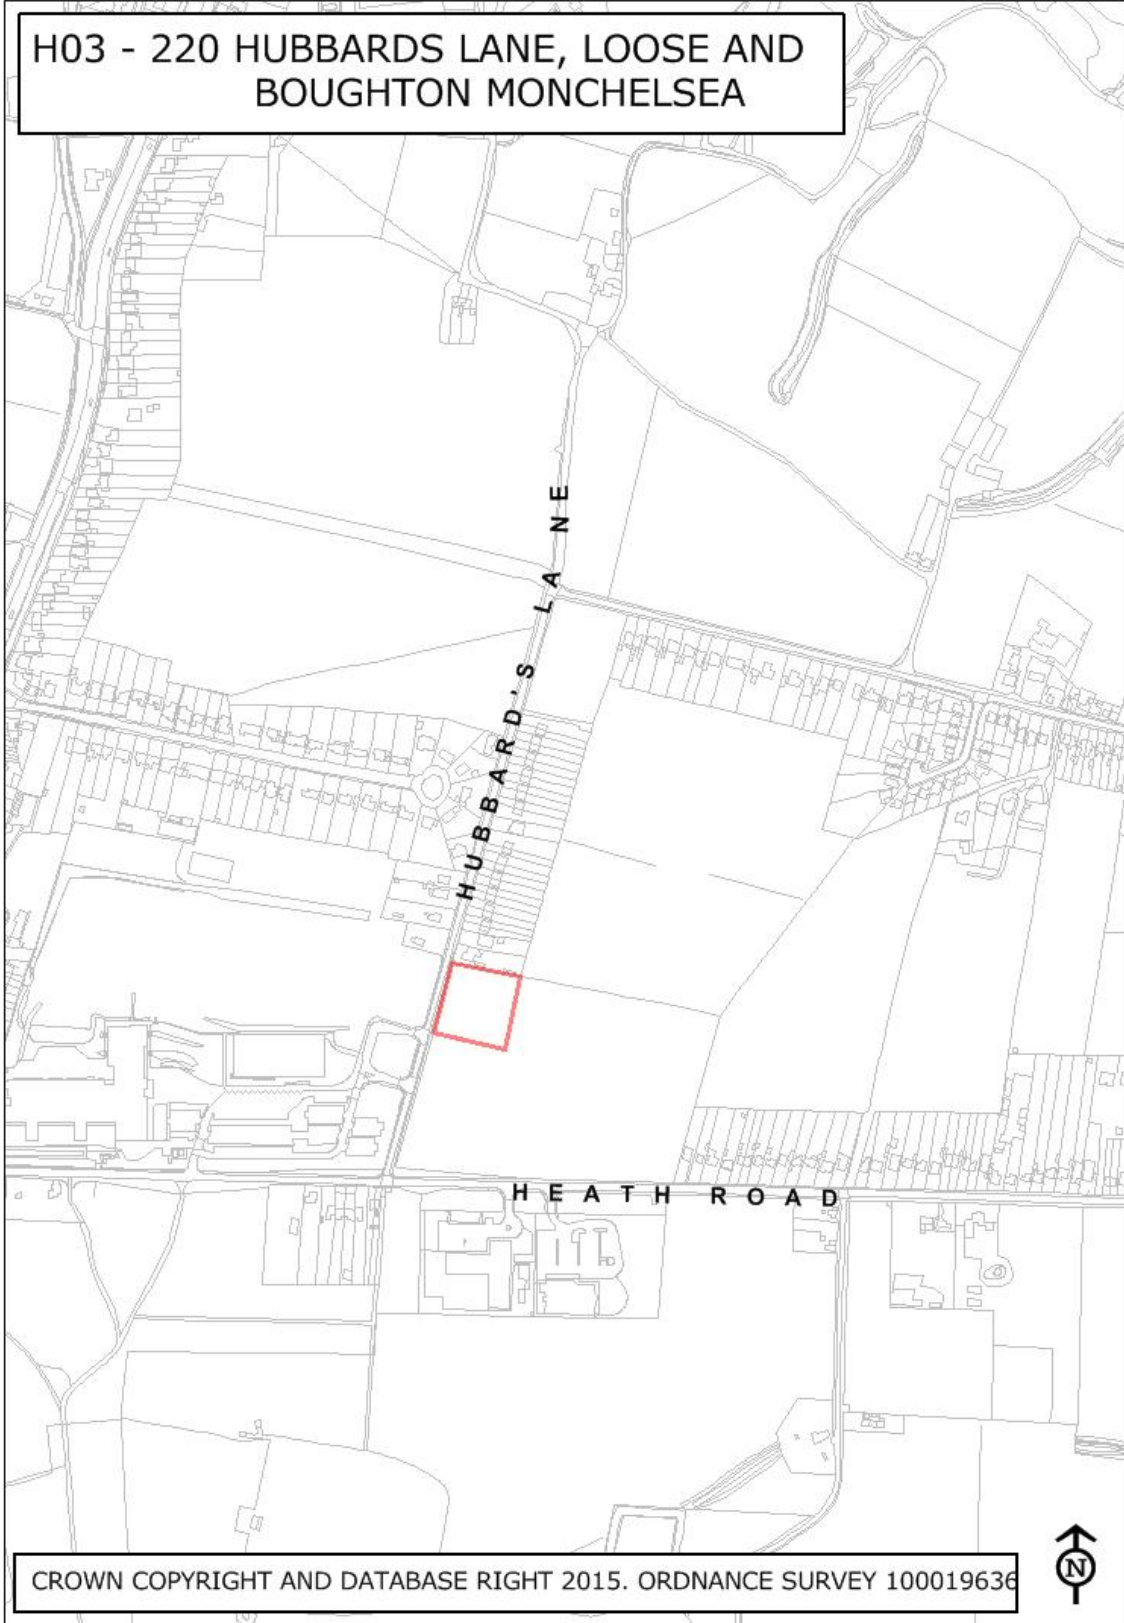 H03 - 220 HUBBARDS LANE, LOOSE AND
BOUGHTON MONCHELSEA
HUBBARD'S LANE
HEATH ROAD
CROWN COPYRIGHT AND DATABASE RIGHT 2015. ORDNANCE SURVEY 100019636
N